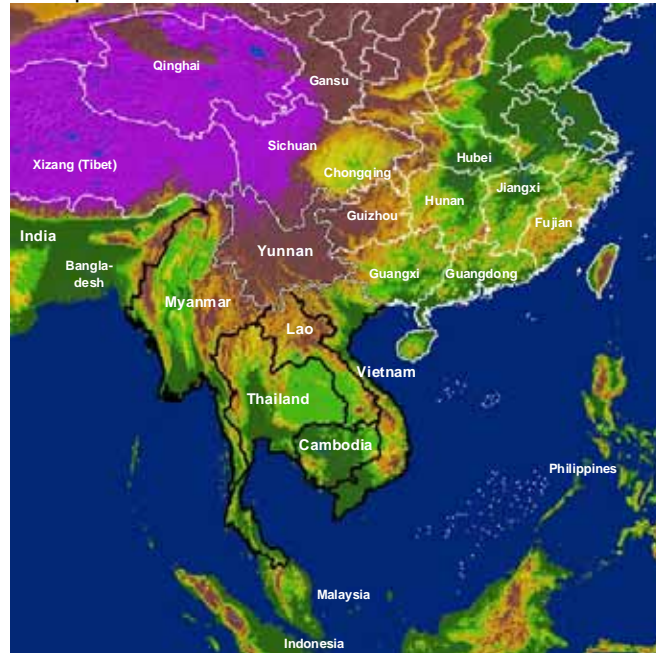 Qinghai
Gansu
Sichuan
Xizang (Tibet)
Chongqing
Hubei
Jiangxi
Hunan
Guizhou
Fujian
India
Yunnan
Bangla-
desh
Guangxi
Guangdong
Myanmar
Lao
Vietnam
Thailand
Cambodia
Philippines
Malaysia
Indonesia